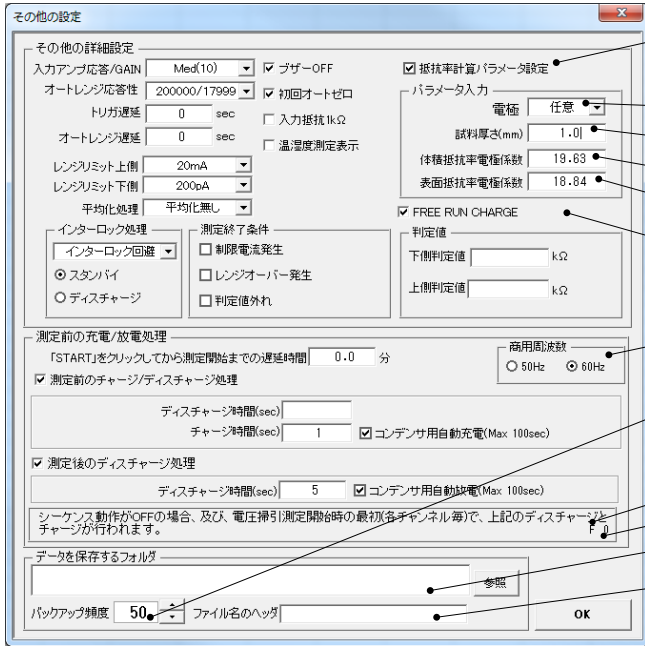 その他の設定
その他の詳細設定
入力アンプ応答/GAIN Med(10) ブザーOFF 抵抗率計算パラメータ設定
オートレンジ応答性 200000/17999 初回オートゼロ パラメータ入力
トリガ遅延 0 sec 入力抵抗1kΩ 電極 任意
オートレンジ遅延 0 sec 温湿度測定表示 試料厚さ(mm) 1.0
レンジリミット上側 20mA 体積抵抗率電極係数 19.63
レンジリミット下側 200pA 表面抵抗率電極係数 18.84
平均化処理 平均化無し FREE RUN CHARGE
インターロック処理 測定終了条件 判定値
インターロック回避 制限電流発生 下側判定値 kΩ
スタンバイ レンジオーバー発生
ディスチャージ 判定値外れ 上側判定値 kΩ
測定前の充電/放電処理
「START」をクリックしてから測定開始までの遅延時間 0.0 分 商用周波数
測定前のチャージ/ディスチャージ処理 50Hz 60Hz
ディスチャージ時間(sec)
チャージ時間(sec) 1 コンデンサ用自動充電(Max 100sec)
測定後のディスチャージ処理
ディスチャージ時間(sec) 5 コンデンサ用自動放電(Max 100sec)
シーケンス動作がOFFの場合、及び、電圧掃引測定開始時の最初(各チャンネル毎)で、上記のディスチャージと
チャージが行われます。 F 0
データを保存するフォルダ
参照
バックアップ頻度 50 ファイル名のヘッダ OK